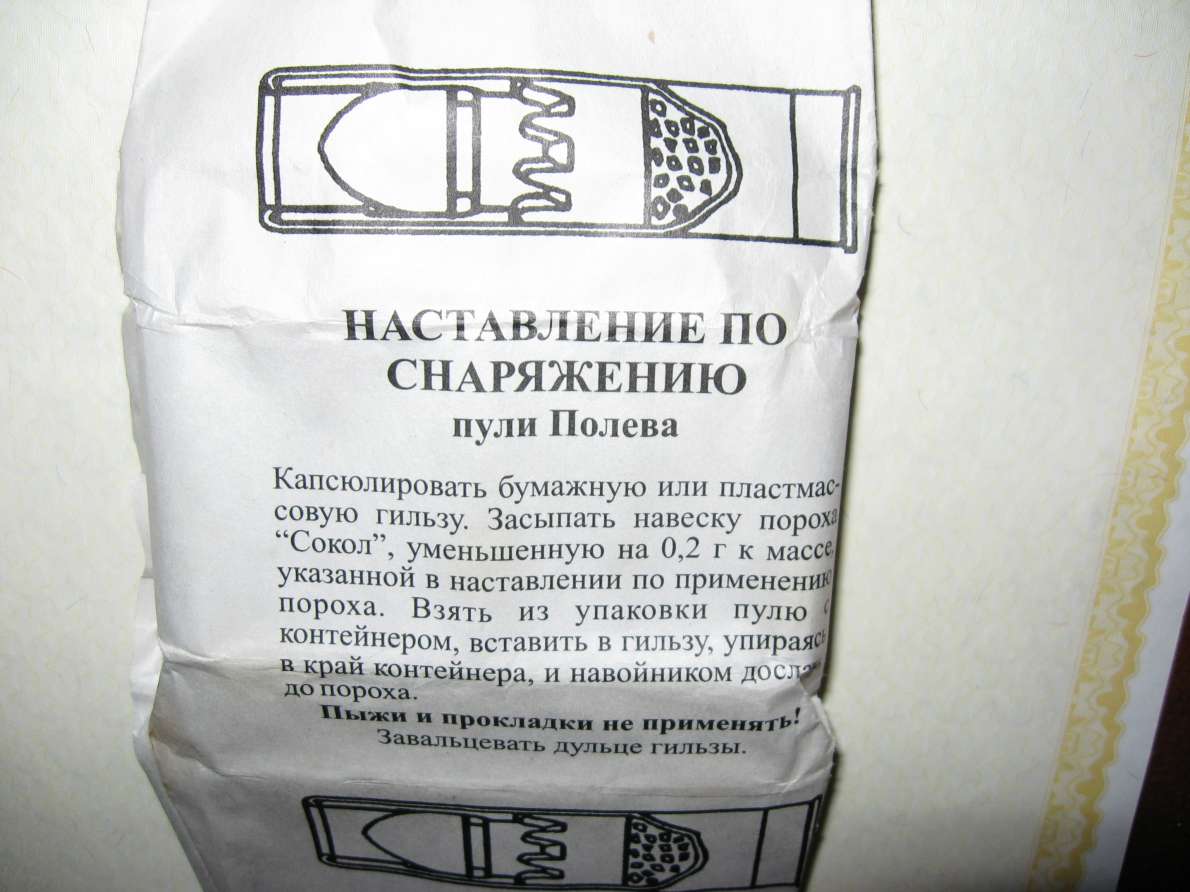 НАСТАВЛЕНИЕ ПО
СНАРЯЖЕНИЮ
пули Полева
Капсюлировать бумажную или пластмас-
совую гильзу. Засыпать навеску пороха
“Сокол”, уменьшенную на 0,2 г к массе,
указанной в наставлении по применению
пороха. Взять из упаковки пулю с
контейнером, вставить в гильзу, упираясь
в край контейнера, и навойником дослать
до пороха.
Пыжи и прокладки не применять!
Завальцевать дульце гильзы.